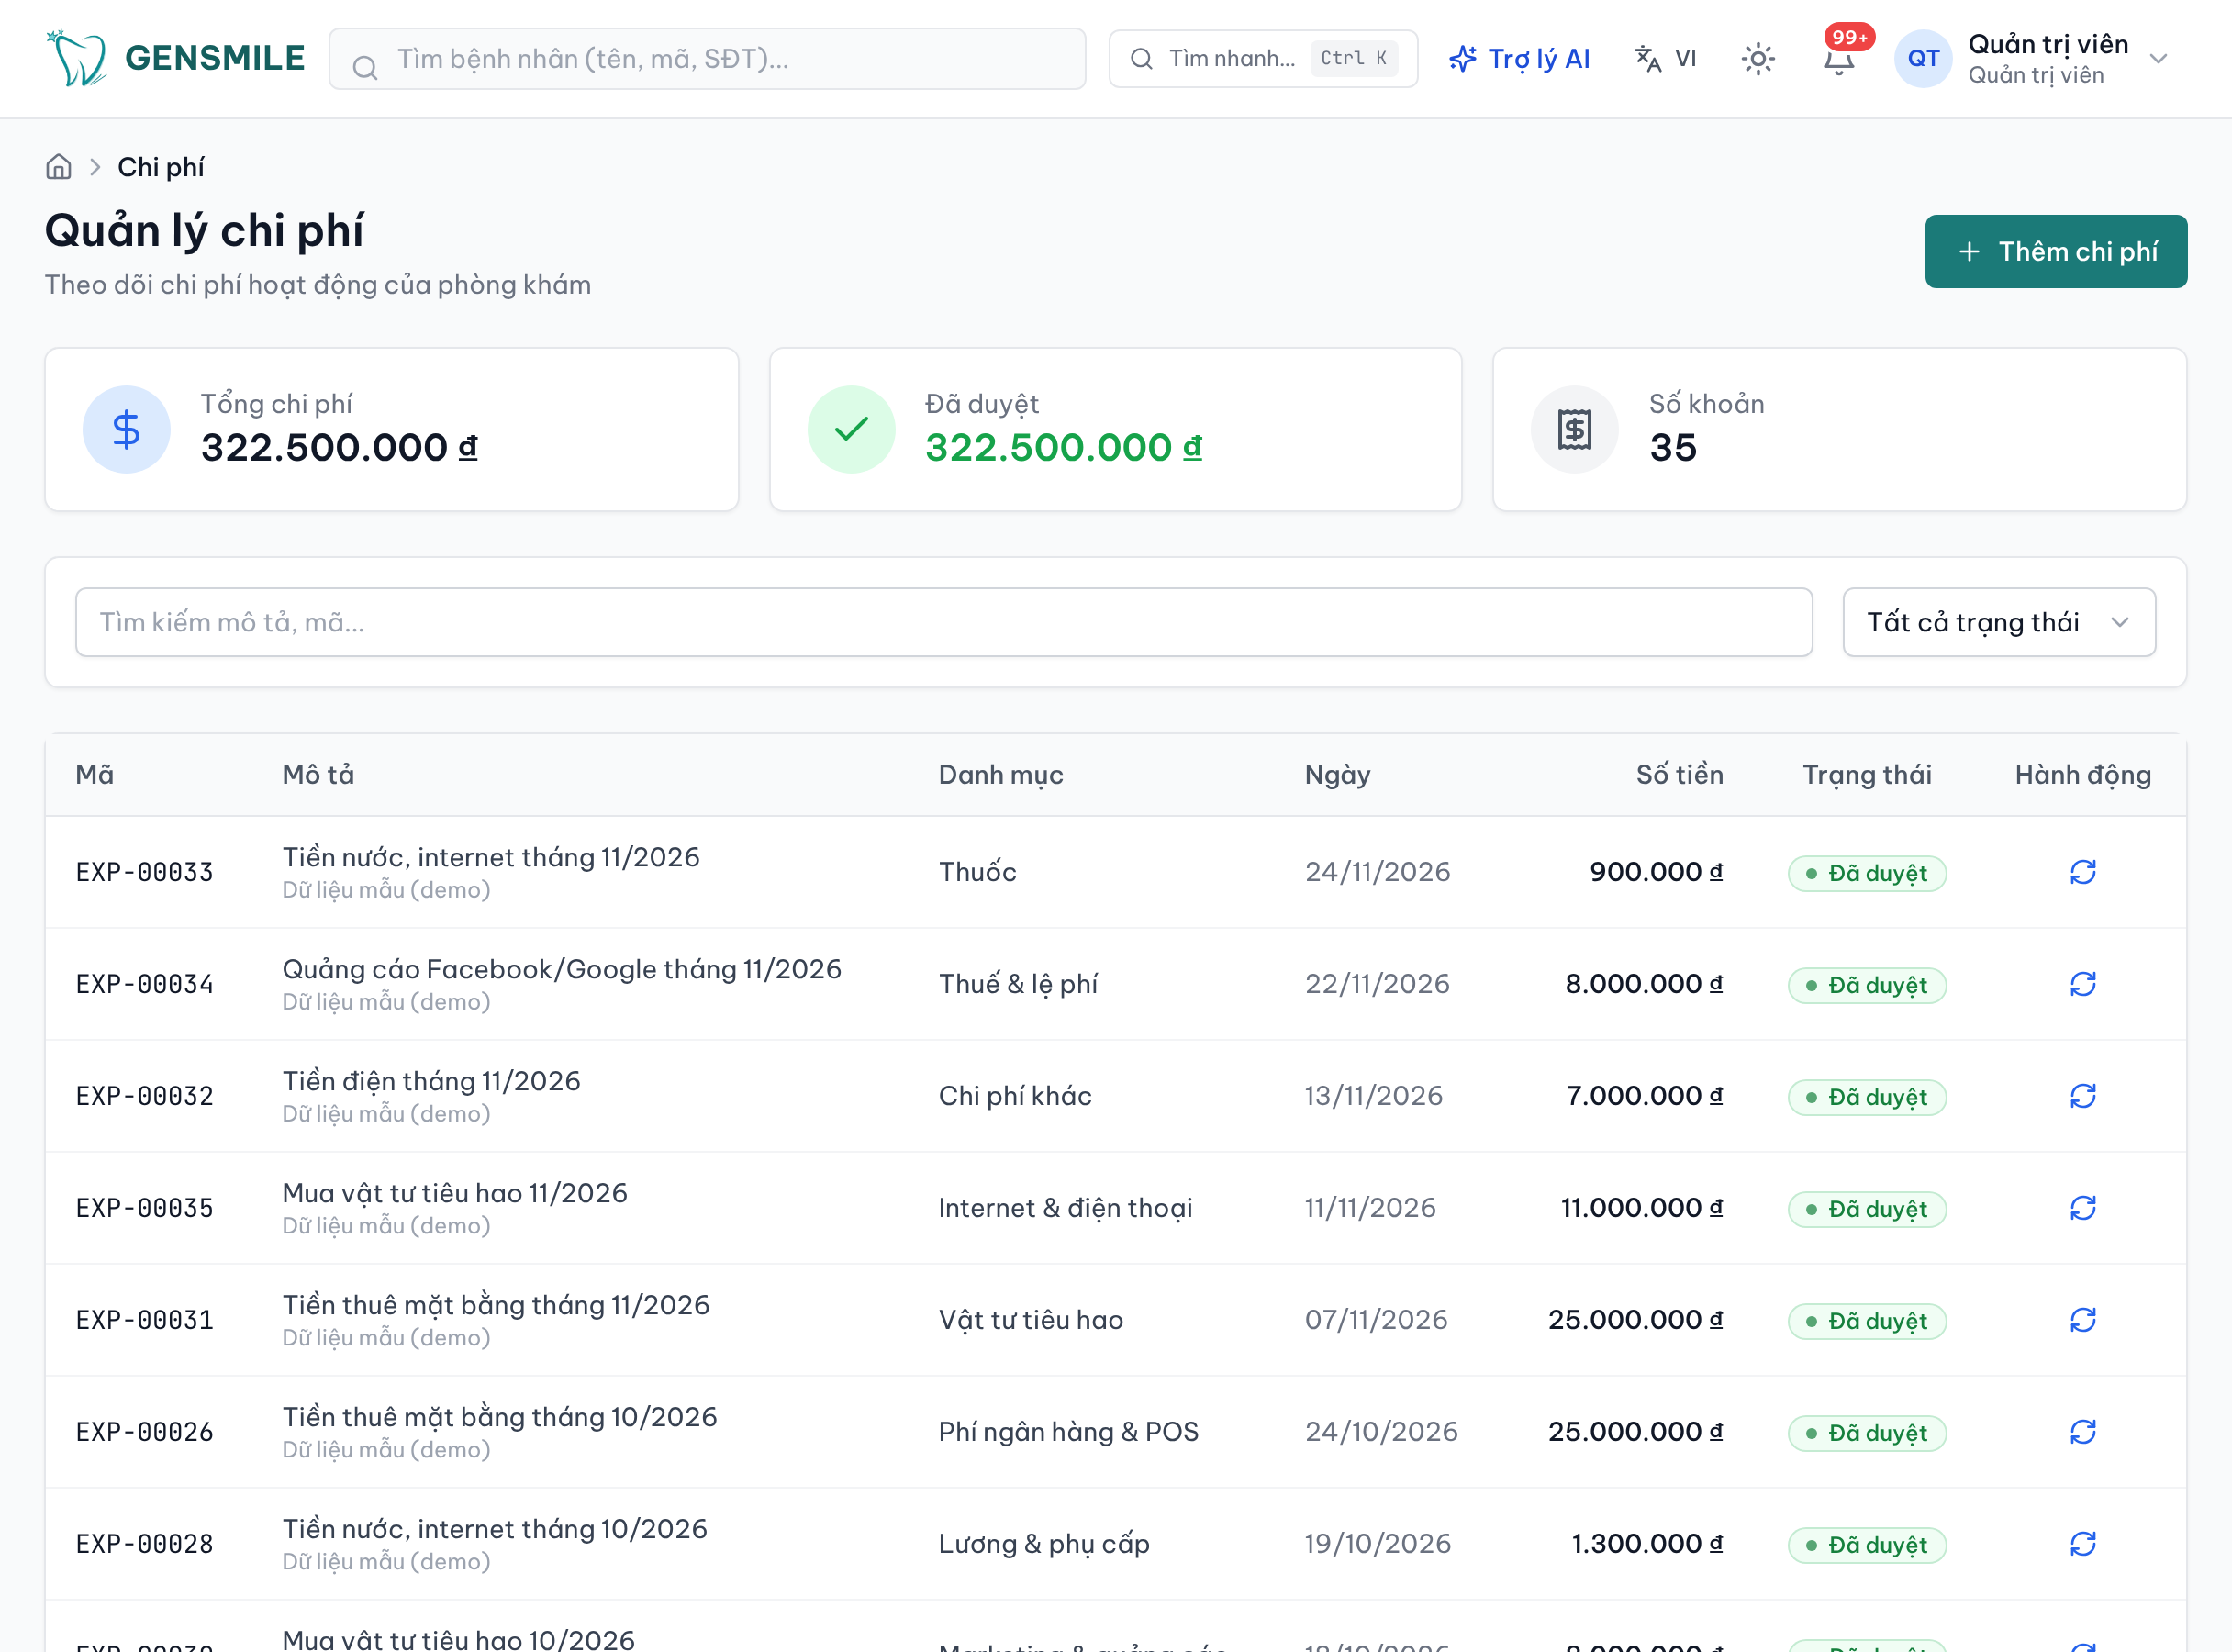 GENSMILE
Tìm bệnh nhân (tên, mã, SĐT)...
Tìm nhanh... Ctrl K
Trợ lý AI
VI
99+
QT
Quản trị viên
Quản trị viên
Chi phí
Quản lý chi phí
Theo dõi chi phí hoạt động của phòng khám
+ Thêm chi phí
Tổng chi phí
322.500.000 ₫
Đã duyệt
322.500.000 ₫
Số khoản
35
Tìm kiếm mô tả, mã...
Tất cả trạng thái
Mã Mô tả Danh mục Ngày Số tiền Trạng thái Hành động
EXP-00033 Tiền nước, internet tháng 11/2026 Thuốc 24/11/2026 900.000 ₫ Đã duyệt
Dữ liệu mẫu (demo)
EXP-00034 Quảng cáo Facebook/Google tháng 11/2026 Thuế & lệ phí 22/11/2026 8.000.000 ₫ Đã duyệt
Dữ liệu mẫu (demo)
EXP-00032 Tiền điện tháng 11/2026 Chi phí khác 13/11/2026 7.000.000 ₫ Đã duyệt
Dữ liệu mẫu (demo)
EXP-00035 Mua vật tư tiêu hao 11/2026 Internet & điện thoại 11/11/2026 11.000.000 ₫ Đã duyệt
Dữ liệu mẫu (demo)
EXP-00031 Tiền thuê mặt bằng tháng 11/2026 Vật tư tiêu hao 07/11/2026 25.000.000 ₫ Đã duyệt
Dữ liệu mẫu (demo)
EXP-00026 Tiền thuê mặt bằng tháng 10/2026 Phí ngân hàng & POS 24/10/2026 25.000.000 ₫ Đã duyệt
Dữ liệu mẫu (demo)
EXP-00028 Tiền nước, internet tháng 10/2026 Lương & phụ cấp 19/10/2026 1.300.000 ₫ Đã duyệt
Dữ liệu mẫu (demo)
Mua vật tư tiêu hao 10/2026